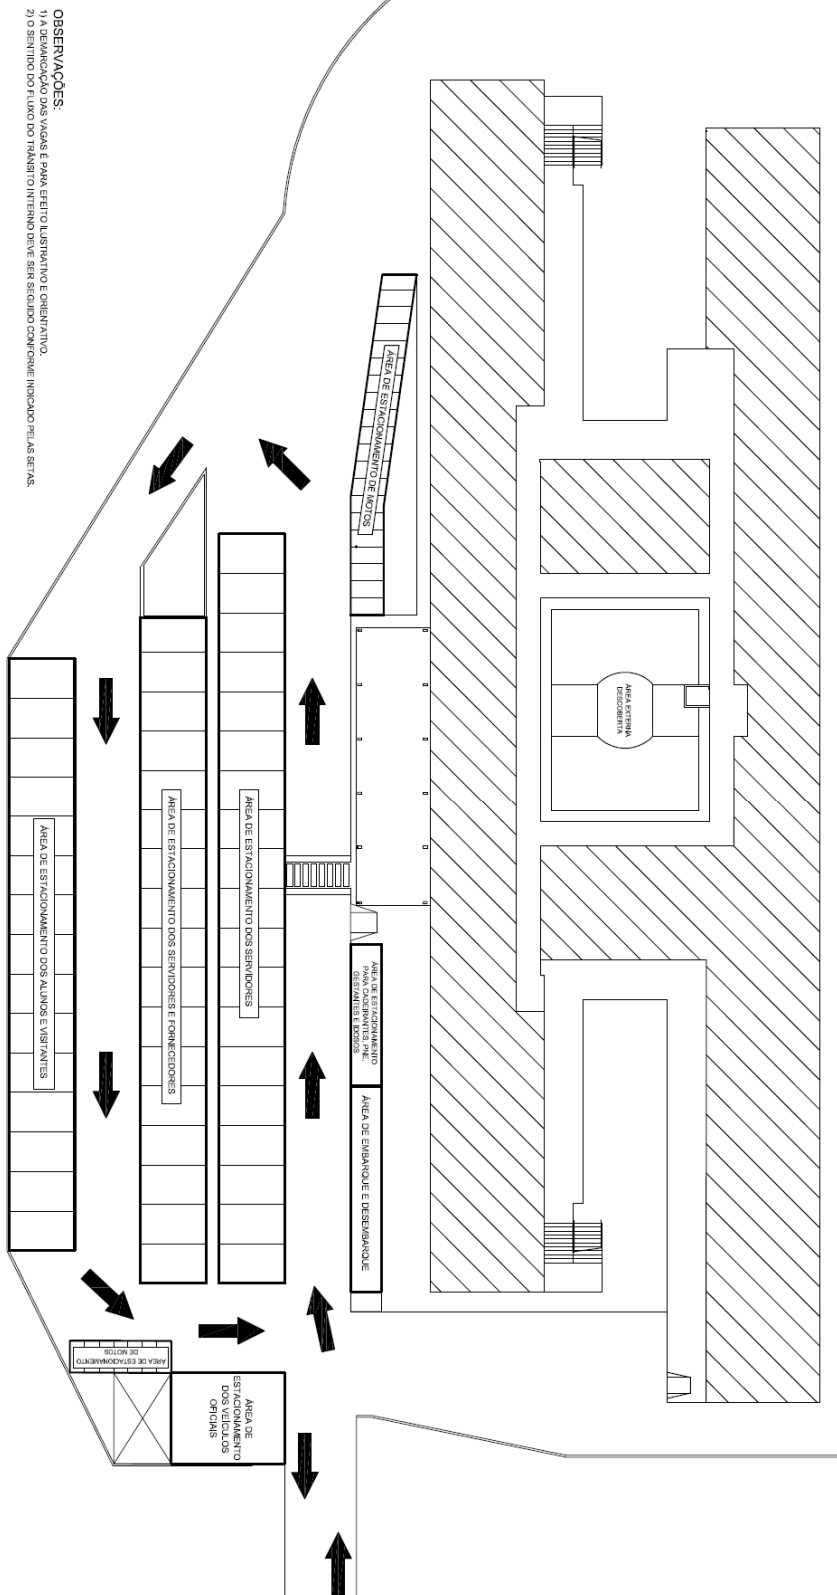 OBSERVAÇÕES:
1) A DEMARCAÇÃO DAS VAGAS É PARA EFEITO ILUSTRATIVO E ORIENTATIVO.
2) O SENTIDO DO FLUXO DO TRÂNSITO INTERNO DEVE SER SEGUIDO CONFORME INDICADO PELAS SETAS.
ÁREA DE ESTACIONAMENTO DE MOTOS
ÁREA EXTERNA
DESCOBERTA
ÁREA DE ESTACIONAMENTO DOS SERVIDORES
ÁREA DE ESTACIONAMENTO DOS SERVIDORES E FORNECEDORES
ÁREA DE ESTACIONAMENTO DOS ALUNOS E VISITANTES
ÁREA DE ESTACIONAMENTO
PARA CADEIRANTES, PNE,
GESTANTES E IDOSOS
ÁREA DE EMBARQUE E DESEMBARQUE
ÁREA DE ESTACIONAMENTO
DE MOTOS
ÁREA DE
ESTACIONAMENTO
DOS VEÍCULOS
OFICIAIS